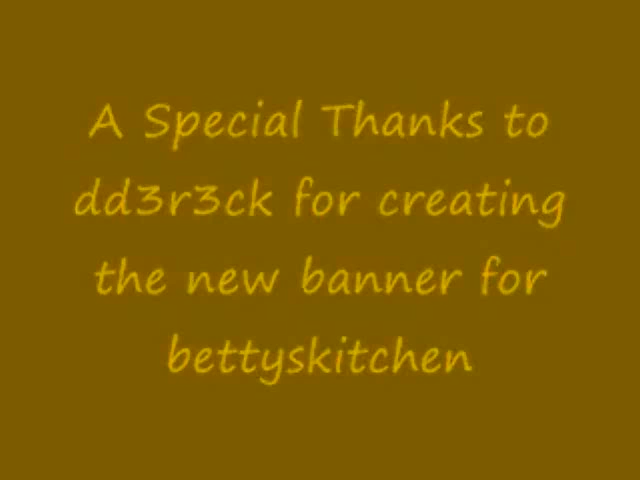 A Special Thanks to
dd3r3ck for creating
the new banner for
bettyskitchen